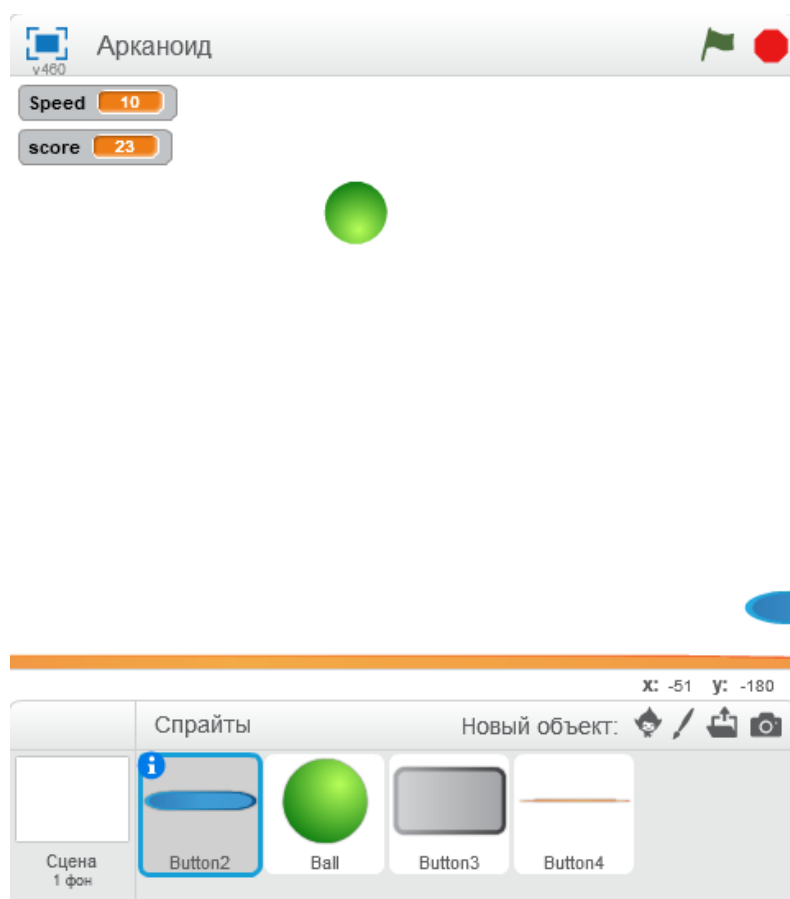 Арканоид
v460
Speed 10
score 23
x: -51 y: -180
Спрайты Новый объект:
i
Сцена
1 фон
Button2 Ball Button3 Button4